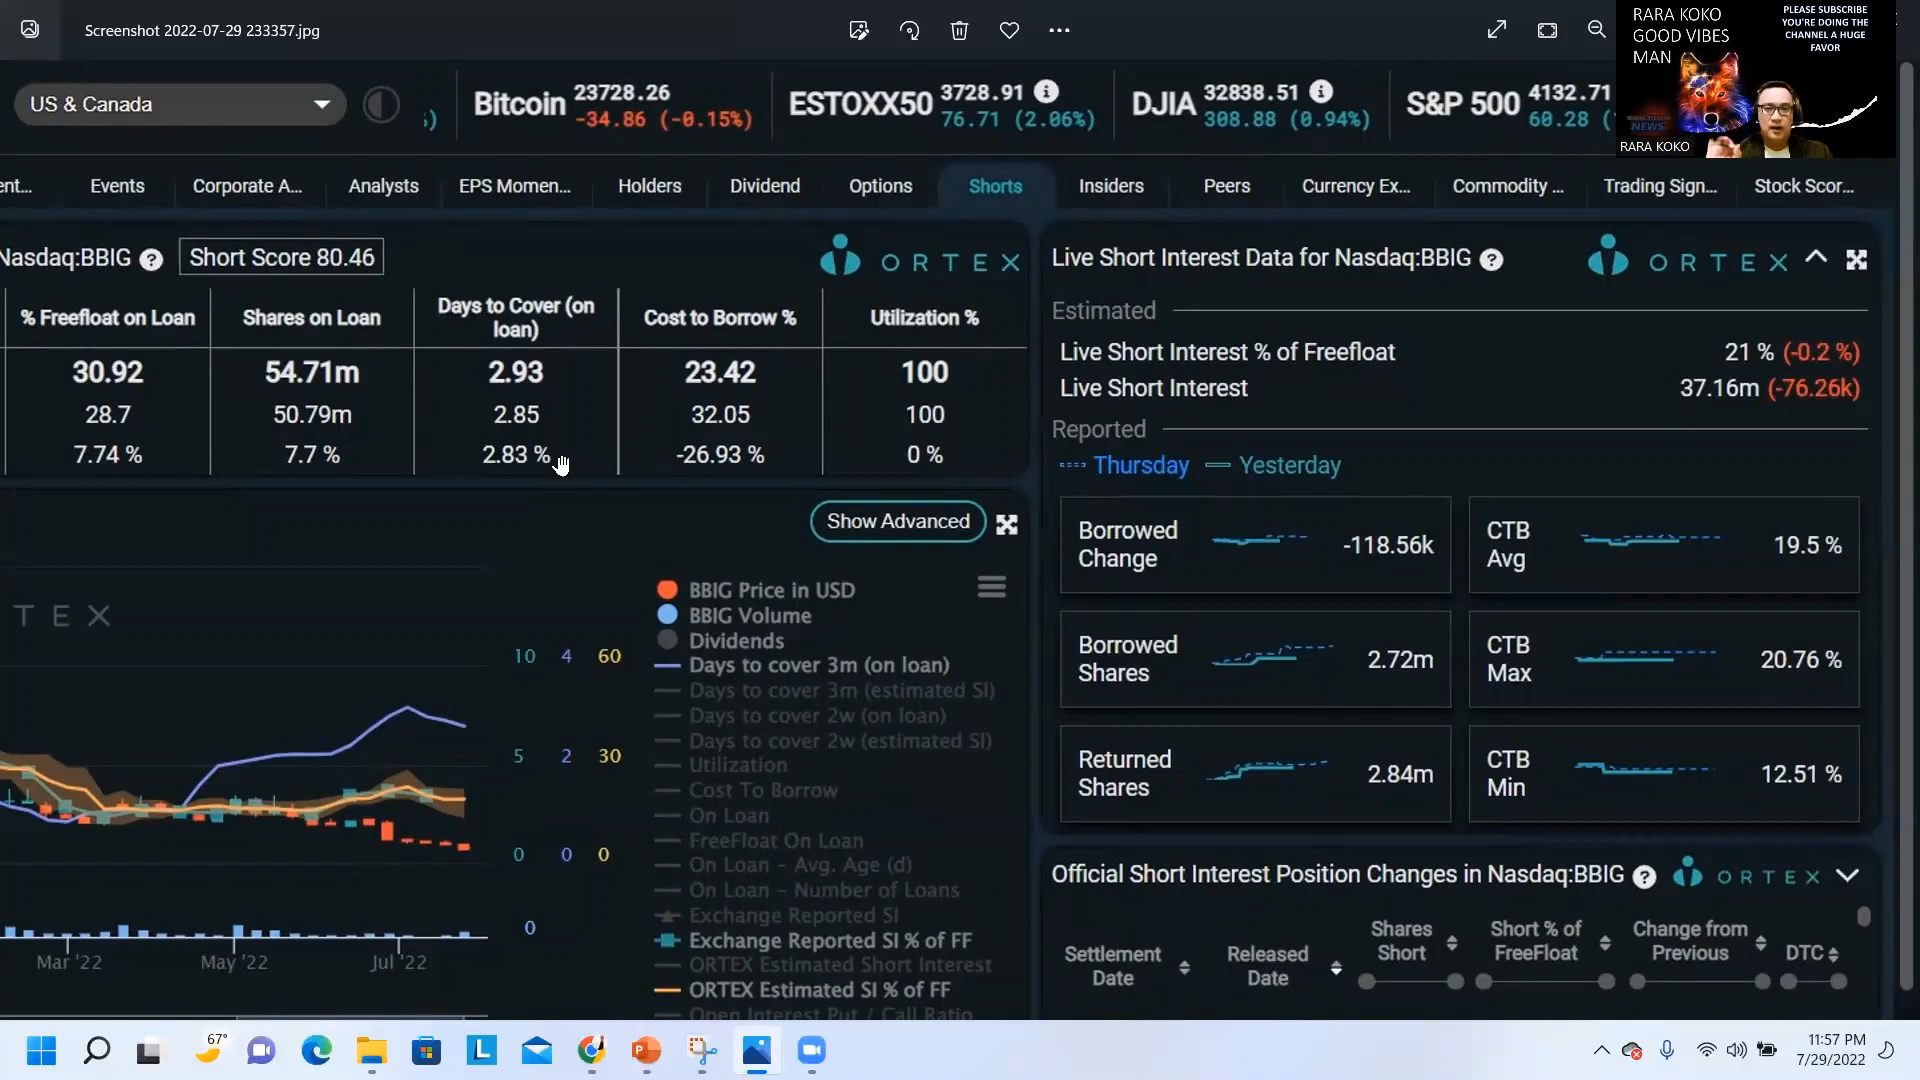 Screenshot 2022-07-29 233357.jpg
RARA KOKO
GOOD VIBES
MAN
PLEASE SUBSCRIBE
YOU'RE DOING THE
CHANNEL A HUGE
FAVOR
NEWS
RARA KOKO
US & Canada
Bitcoin 23728.26
-34.86 (-0.15%)
ESTOXX50 3728.91
76.71 (2.06%)
DJIA 32838.51
308.88 (0.94%)
S&P 500 4132.71
60.28 (
ent... Events Corporate A... Analysts EPS Momen... Holders Dividend Options Shorts Insiders Peers Currency Ex... Commodity ... Trading Sign... Stock Scor...
Nasdaq:BBIG ? Short Score 80.46
ORTEX
% Freefloat on Loan Shares on Loan Days to Cover (on loan) Cost to Borrow % Utilization %
30.92 54.71m 2.93 23.42 100
28.7 50.79m 2.85 32.05 100
7.74 % 7.7 % 2.83 % -26.93 % 0 %
Show Advanced
T E X
10 4 60
5 2 30
0 0 0
0
Mar '22 May '22 Jul '22
BBIG Price in USD
BBIG Volume
Dividends
Days to cover 3m (on loan)
Days to cover 3m (estimated SI)
Days to cover 2w (on loan)
Days to cover 2w (estimated SI)
Utilization
Cost To Borrow
On Loan
FreeFloat On Loan
On Loan - Avg. Age (d)
On Loan - Number of Loans
Exchange Reported SI
Exchange Reported SI % of FF
ORTEX Estimated Short Interest
ORTEX Estimated SI % of FF
Open Interest Put / Call Ratio
Live Short Interest Data for Nasdaq:BBIG ?
ORTEX
Estimated
Live Short Interest % of Freefloat 21 % (-0.2 %)
Live Short Interest 37.16m (-76.26k)
Reported
Thursday Yesterday
Borrowed Change -118.56k
CTB Avg 19.5 %
Borrowed Shares 2.72m
CTB Max 20.76 %
Returned Shares 2.84m
CTB Min 12.51 %
Official Short Interest Position Changes in Nasdaq:BBIG ?
ORTEX
Settlement Date Released Date Shares Short Short % of FreeFloat Change from Previous DTC
67°
11:57 PM
7/29/2022